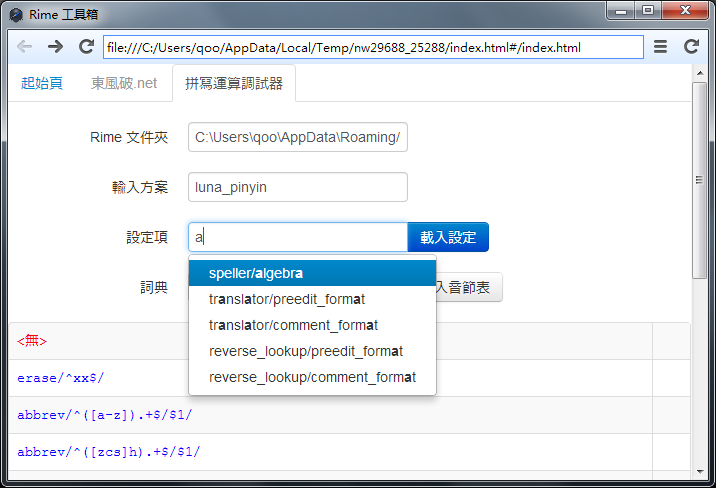 Rime 工具箱
file:///C:/Users/qoo/AppData/Local/Temp/nw29688_25288/index.html#/index.html
起始頁 東風破.net 拼寫運算調試器
Rime 文件夾 C:\Users\qoo\AppData\Roaming/
輸入方案 luna_pinyin
設定項 a 載入設定
speller/algebra
詞典 入音節表
translator/preedit_format
translator/comment_format
<無>
reverse_lookup/preedit_format
reverse_lookup/comment_format
erase/^xx$/
abbrev/^([a-z]).+$/$1/
abbrev/^([zcs]h).+$/$1/